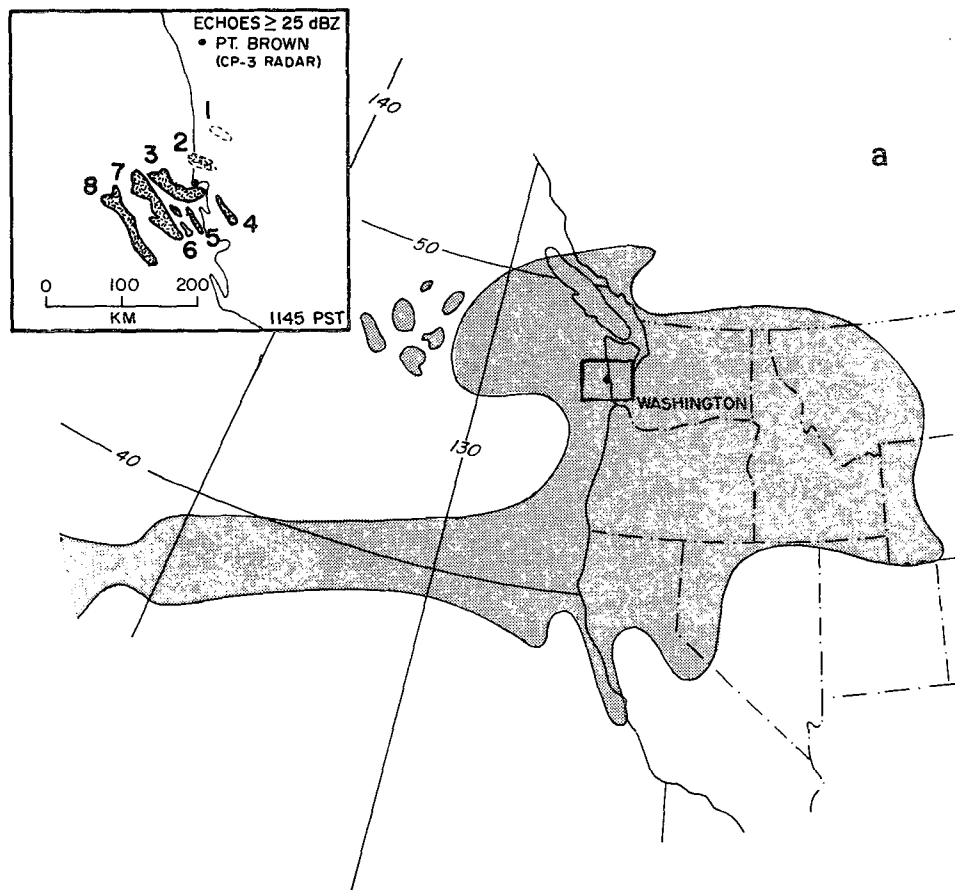 ECHOES ≥ 25 dBZ
• PT. BROWN
(CP-3 RADAR)
1
2
3
7
8
4
5
6
0 100 200
KM
1145 PST
140
a
50
WASHINGTON
130
40